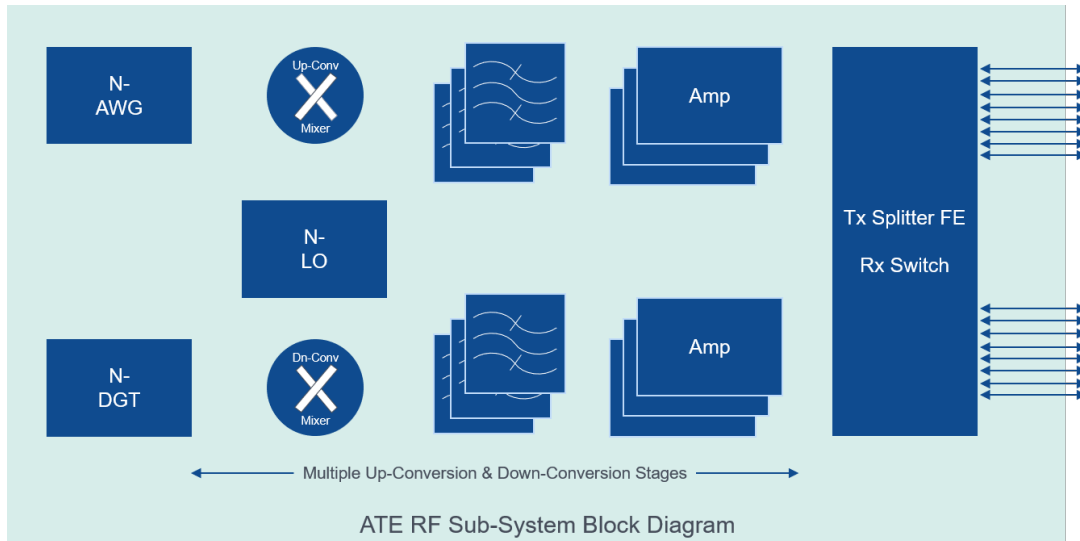 N-
AWG
Up-Conv
Mixer
Amp
N-
LO
Tx Splitter FE
Rx Switch
N-
DGT
Dn-Conv
Mixer
Amp
Multiple Up-Conversion & Down-Conversion Stages
ATE RF Sub-System Block Diagram